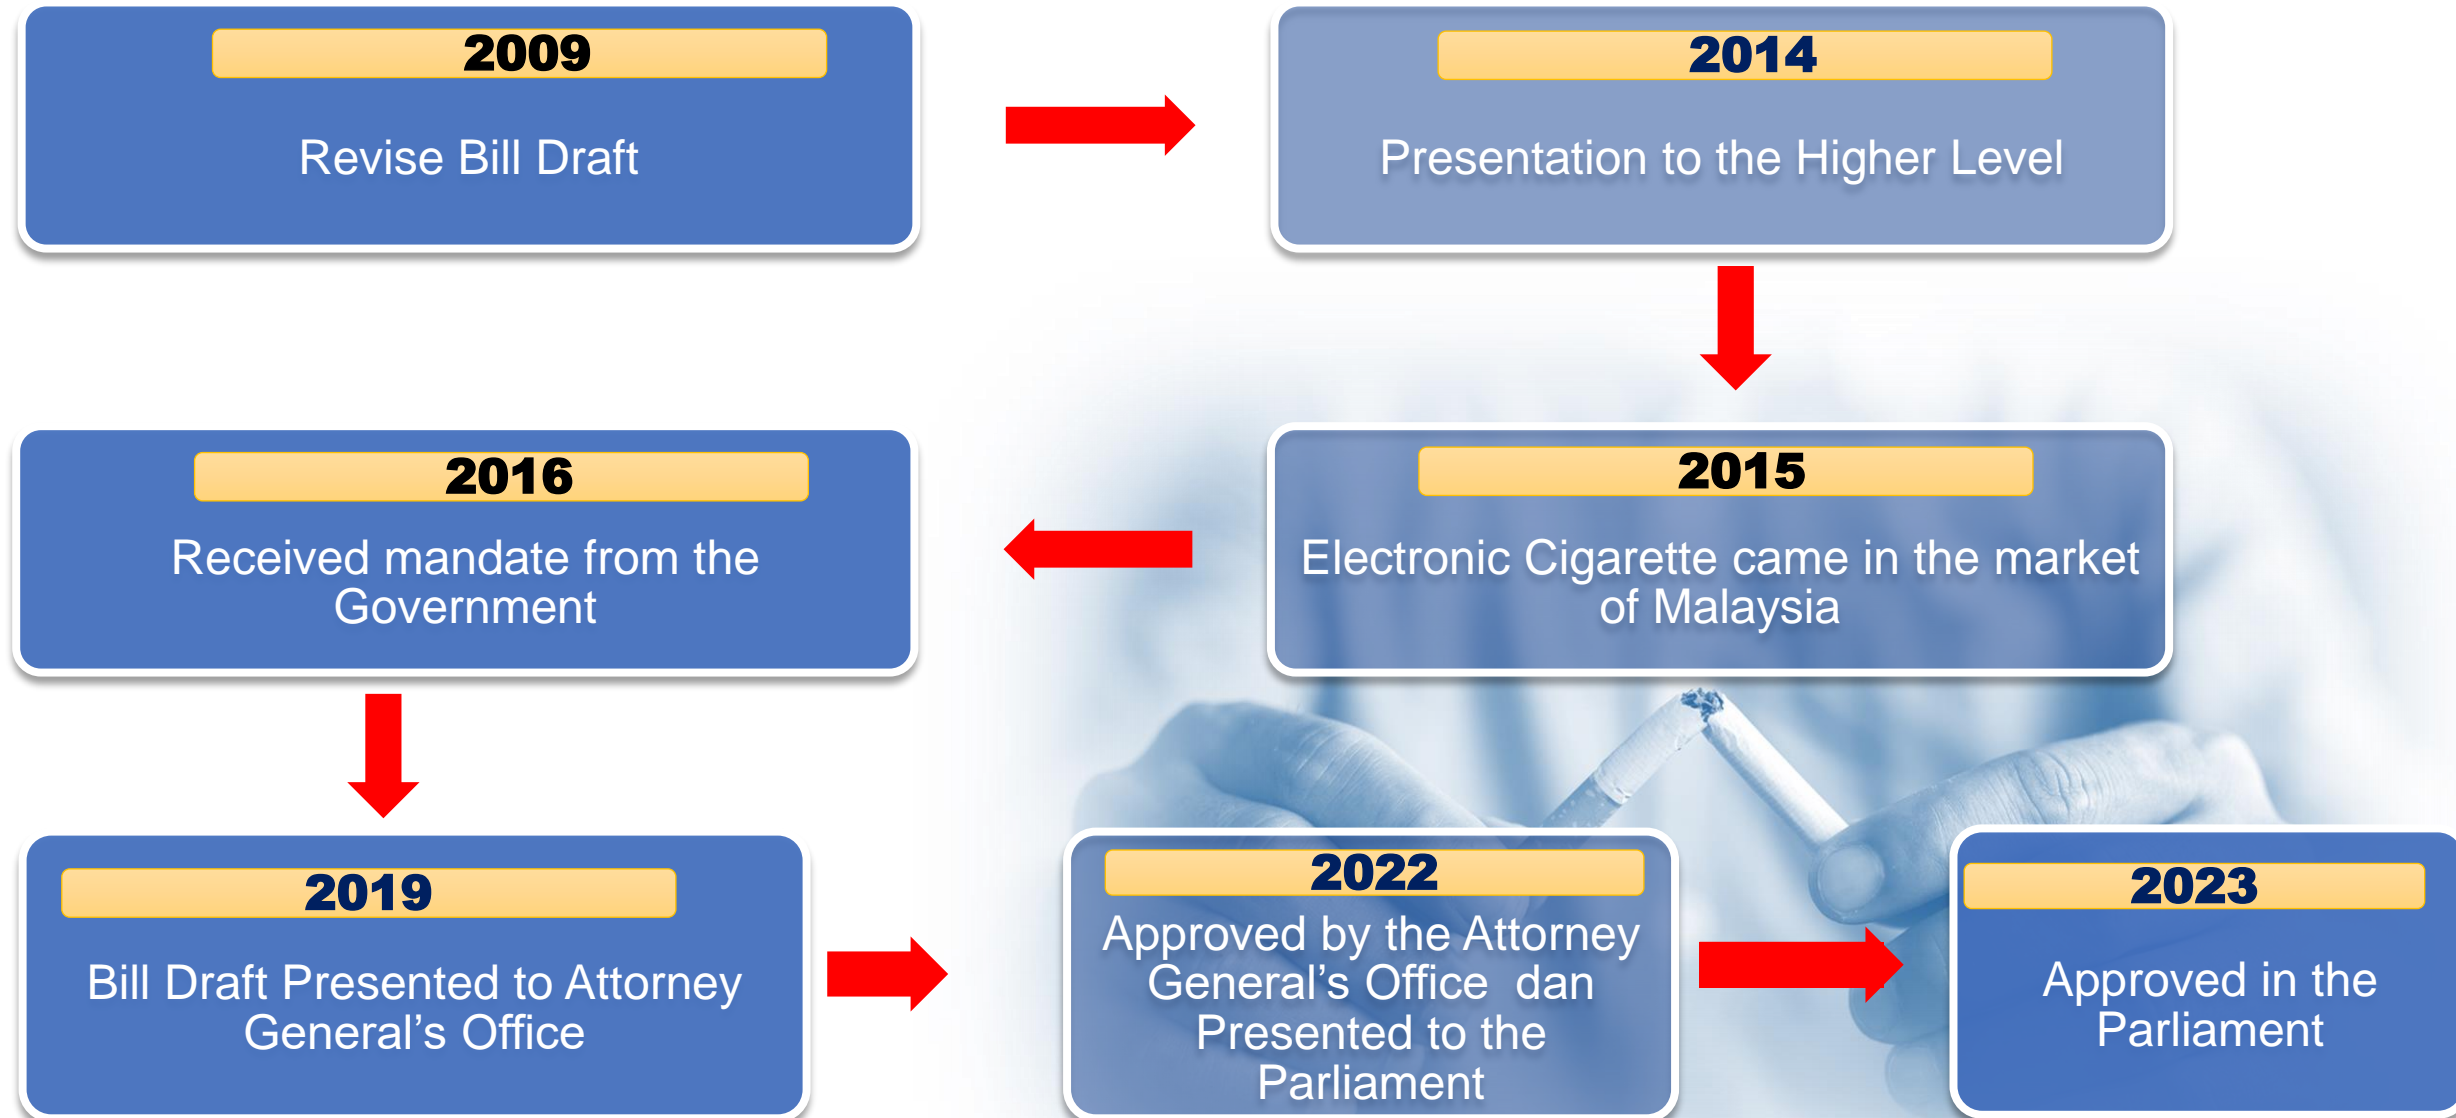 2009
Revise Bill Draft
2014
Presentation to the Higher Level
2015
Electronic Cigarette came in the market
of Malaysia
2016
Received mandate from the
Government
2019
Bill Draft Presented to Attorney
General’s Office
2022
Approved by the Attorney
General’s Office  dan
Presented to the
Parliament
2023
Approved in the
Parliament